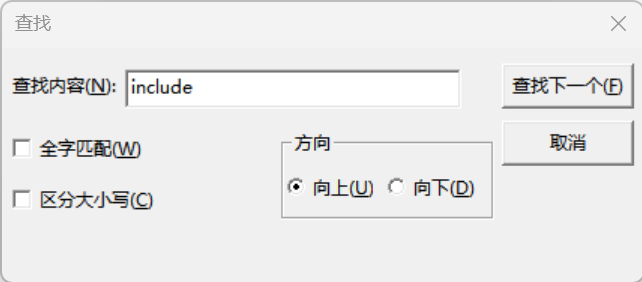 查找
查找内容(N): include 查找下一个(F)
全字匹配(W) 方向 取消
区分大小写(C) 向上(U) 向下(D)